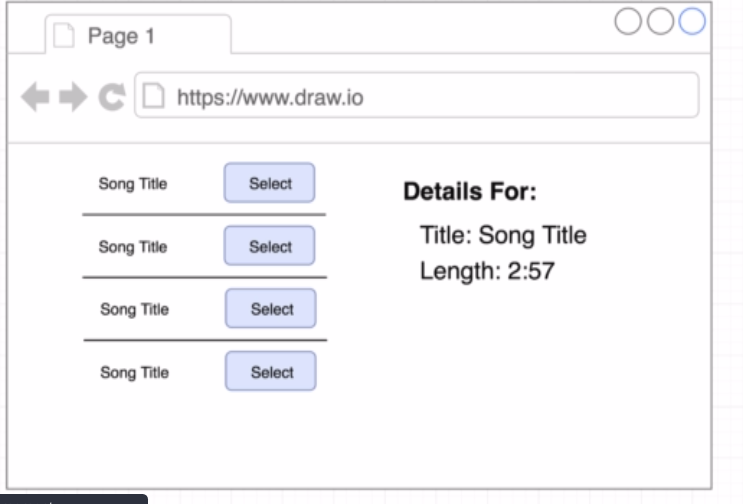 Page 1
https://www.draw.io
Song Title Select
Song Title Select
Song Title Select
Song Title Select
Details For:
Title: Song Title
Length: 2:57